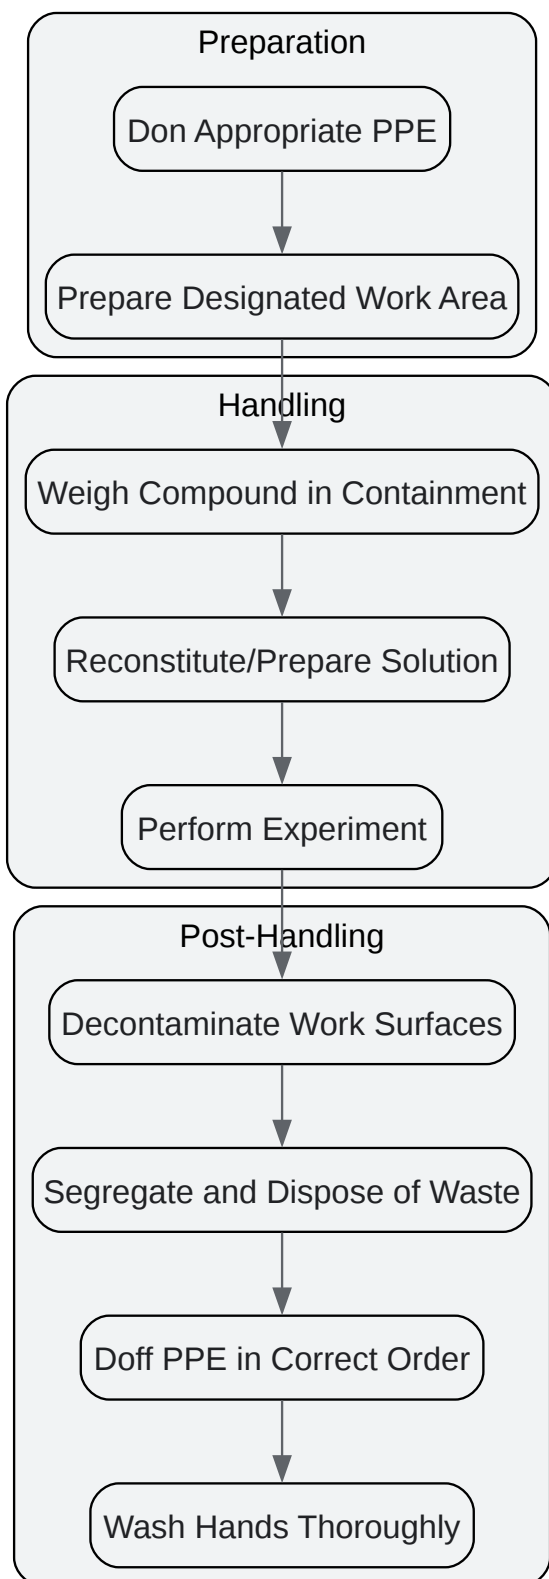 Preparation
Don Appropriate PPE
Prepare Designated Work Area
Handling
Weigh Compound in Containment
Reconstitute/Prepare Solution
Perform Experiment
Post-Handling
Decontaminate Work Surfaces
Segregate and Dispose of Waste
Doff PPE in Correct Order
Wash Hands Thoroughly